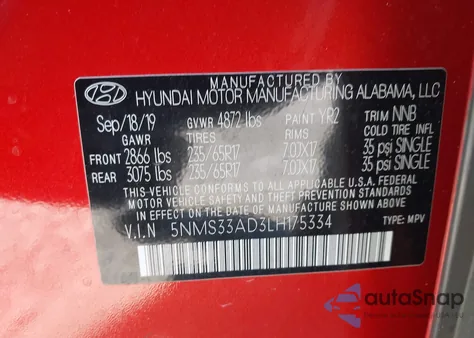 MANUFACTURED BY
HYUNDAI MOTOR MANUFACTURING ALABAMA, LLC
Sep/18/19 GVWR 4872 lbs PAINT YR2 TRIM NNB
GAWR TIRES RIMS COLD TIRE INFL
FRONT 2866 lbs 235/65R17 7.0JX17 35 psi SINGLE
REAR 3075 lbs 235/65R17 7.0JX17 35 psi SINGLE
THIS VEHICLE CONFORMS TO ALL APPLICABLE U.S.A FEDERAL
MOTOR VEHICLE SAFETY, BUMPER, AND THEFT PREVENTION STANDARDS
IN EFFECT ON THE DATE OF MANUFACTURE SHOWN ABOVE.
V.I.N 5NMS33AD3LH175334 TYPE: MPV
autoSnap